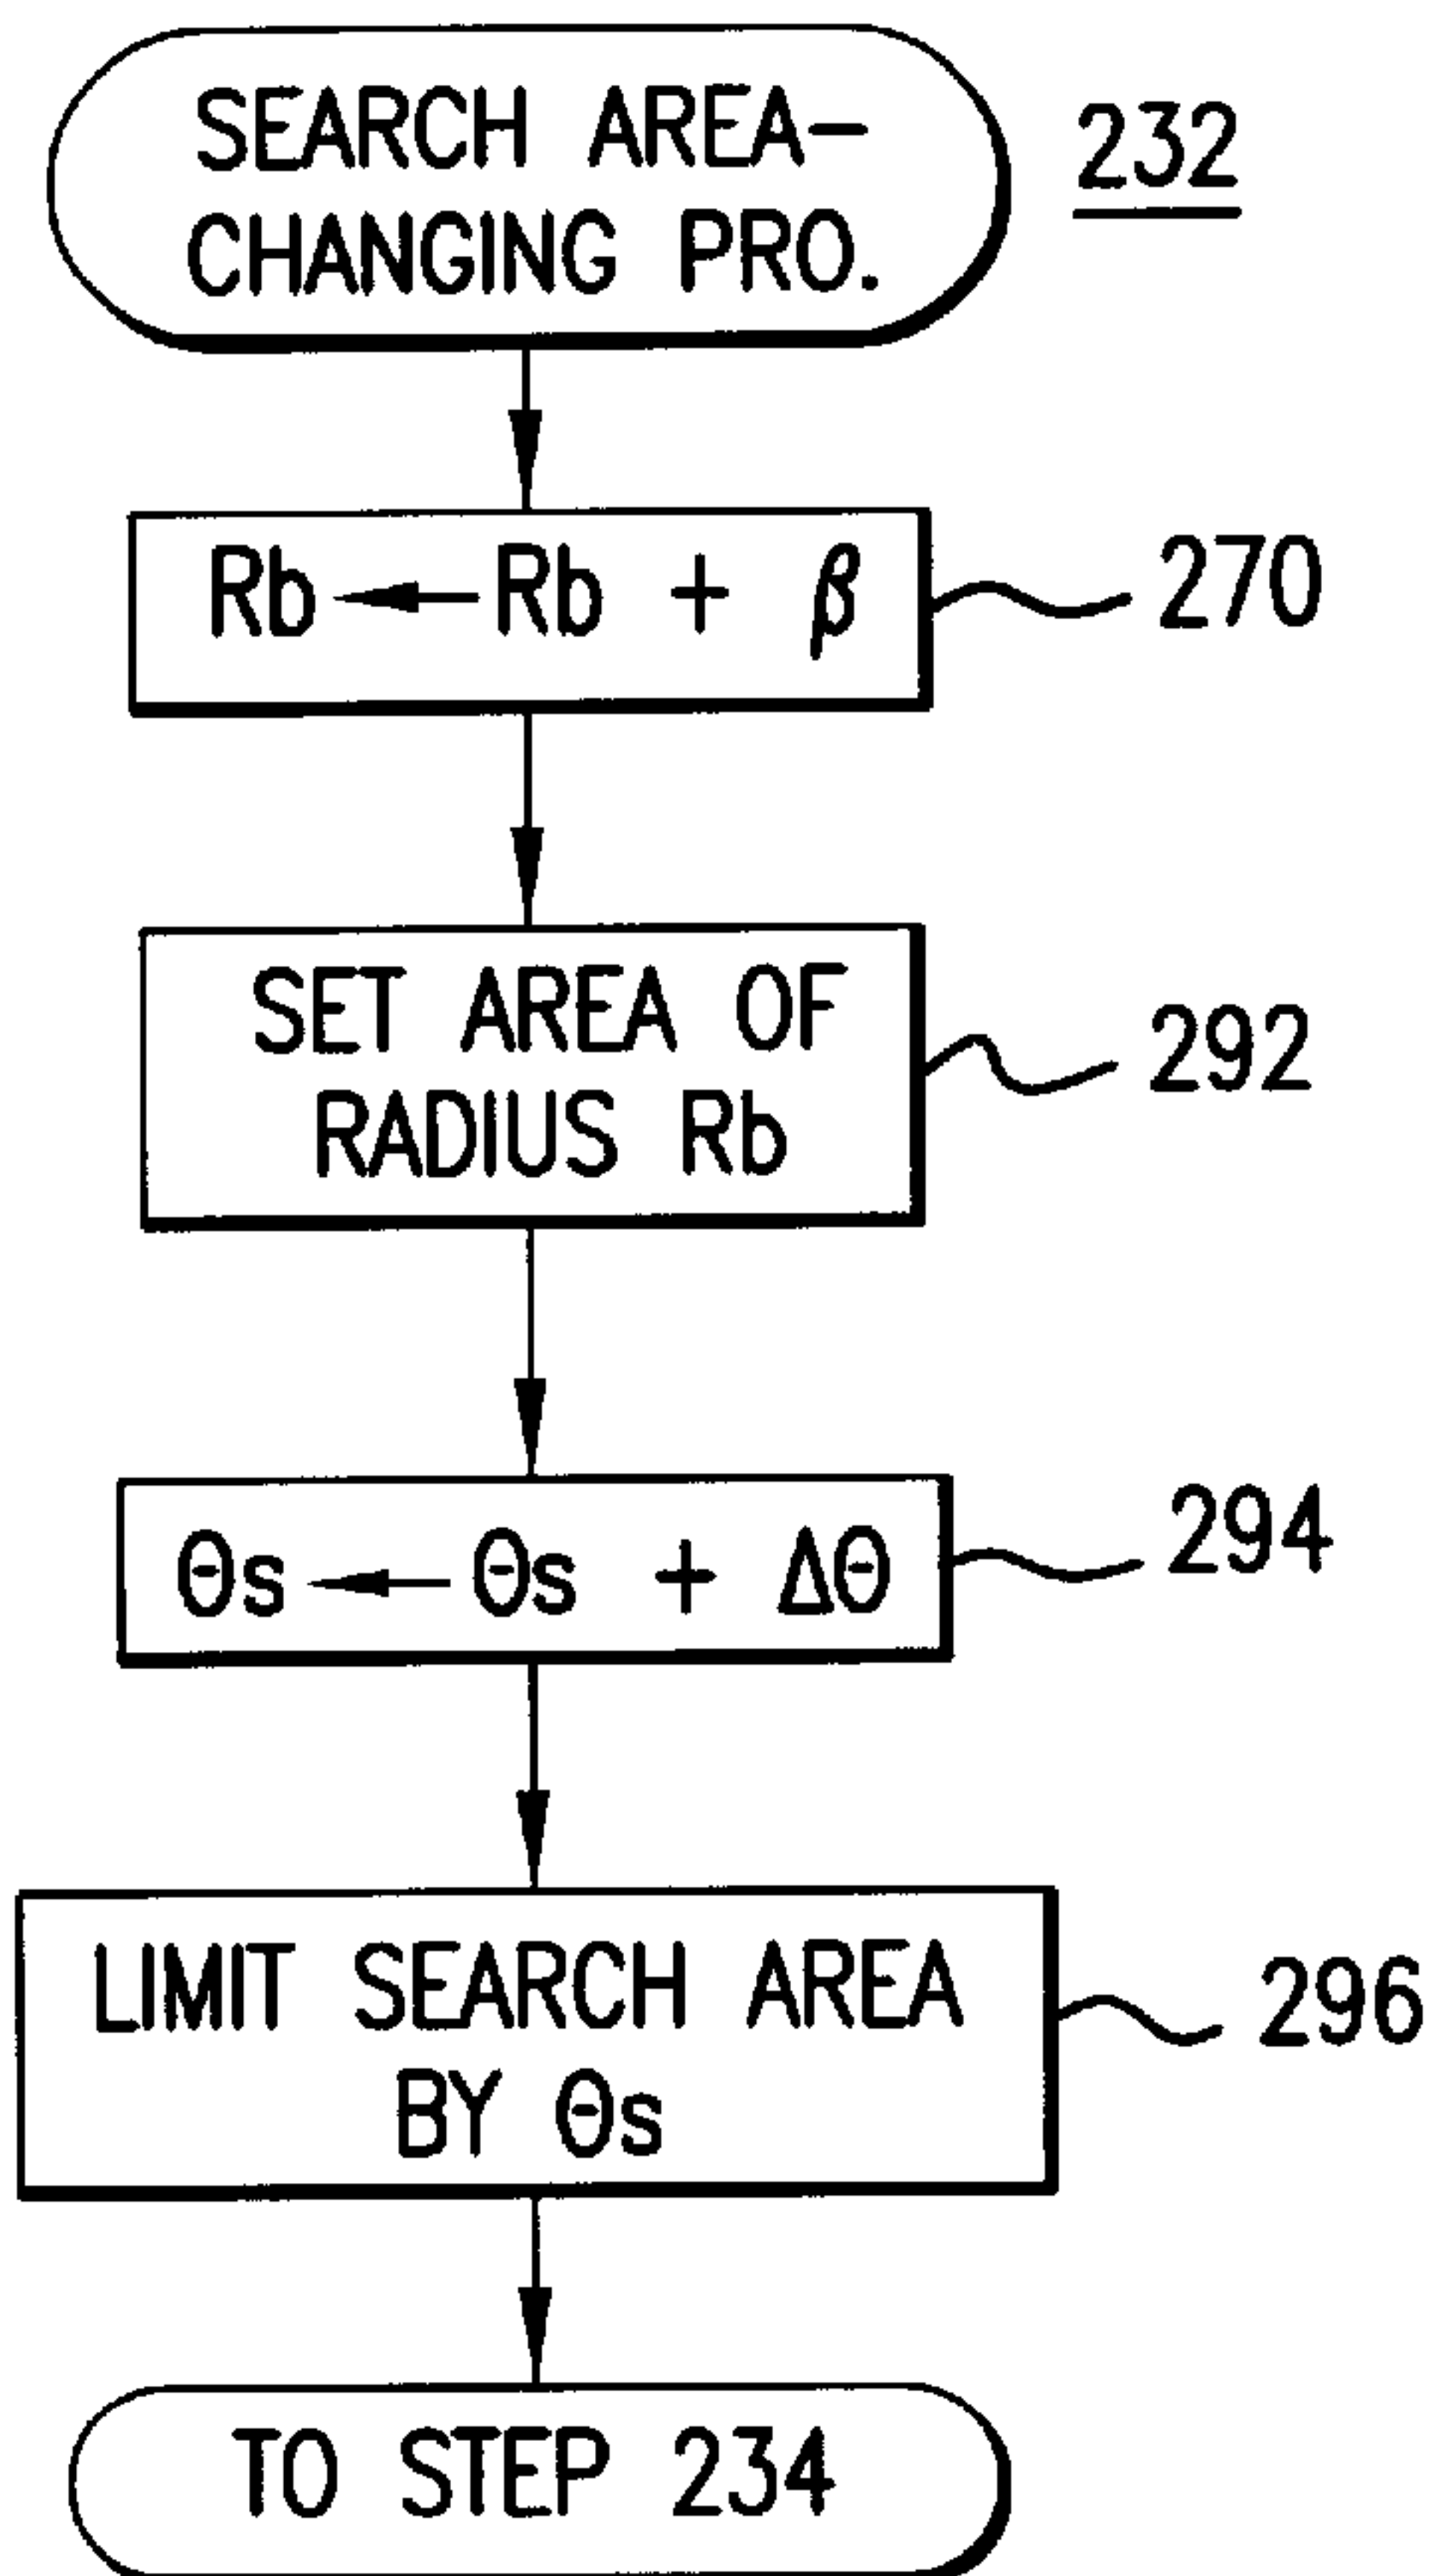 SEARCH AREA-
CHANGING PRO.
232
Rb ← Rb + β
270
SET AREA OF
RADIUS Rb
292
Θs ← Θs + ΔΘ
294
LIMIT SEARCH AREA
BY Θs
296
TO STEP 234